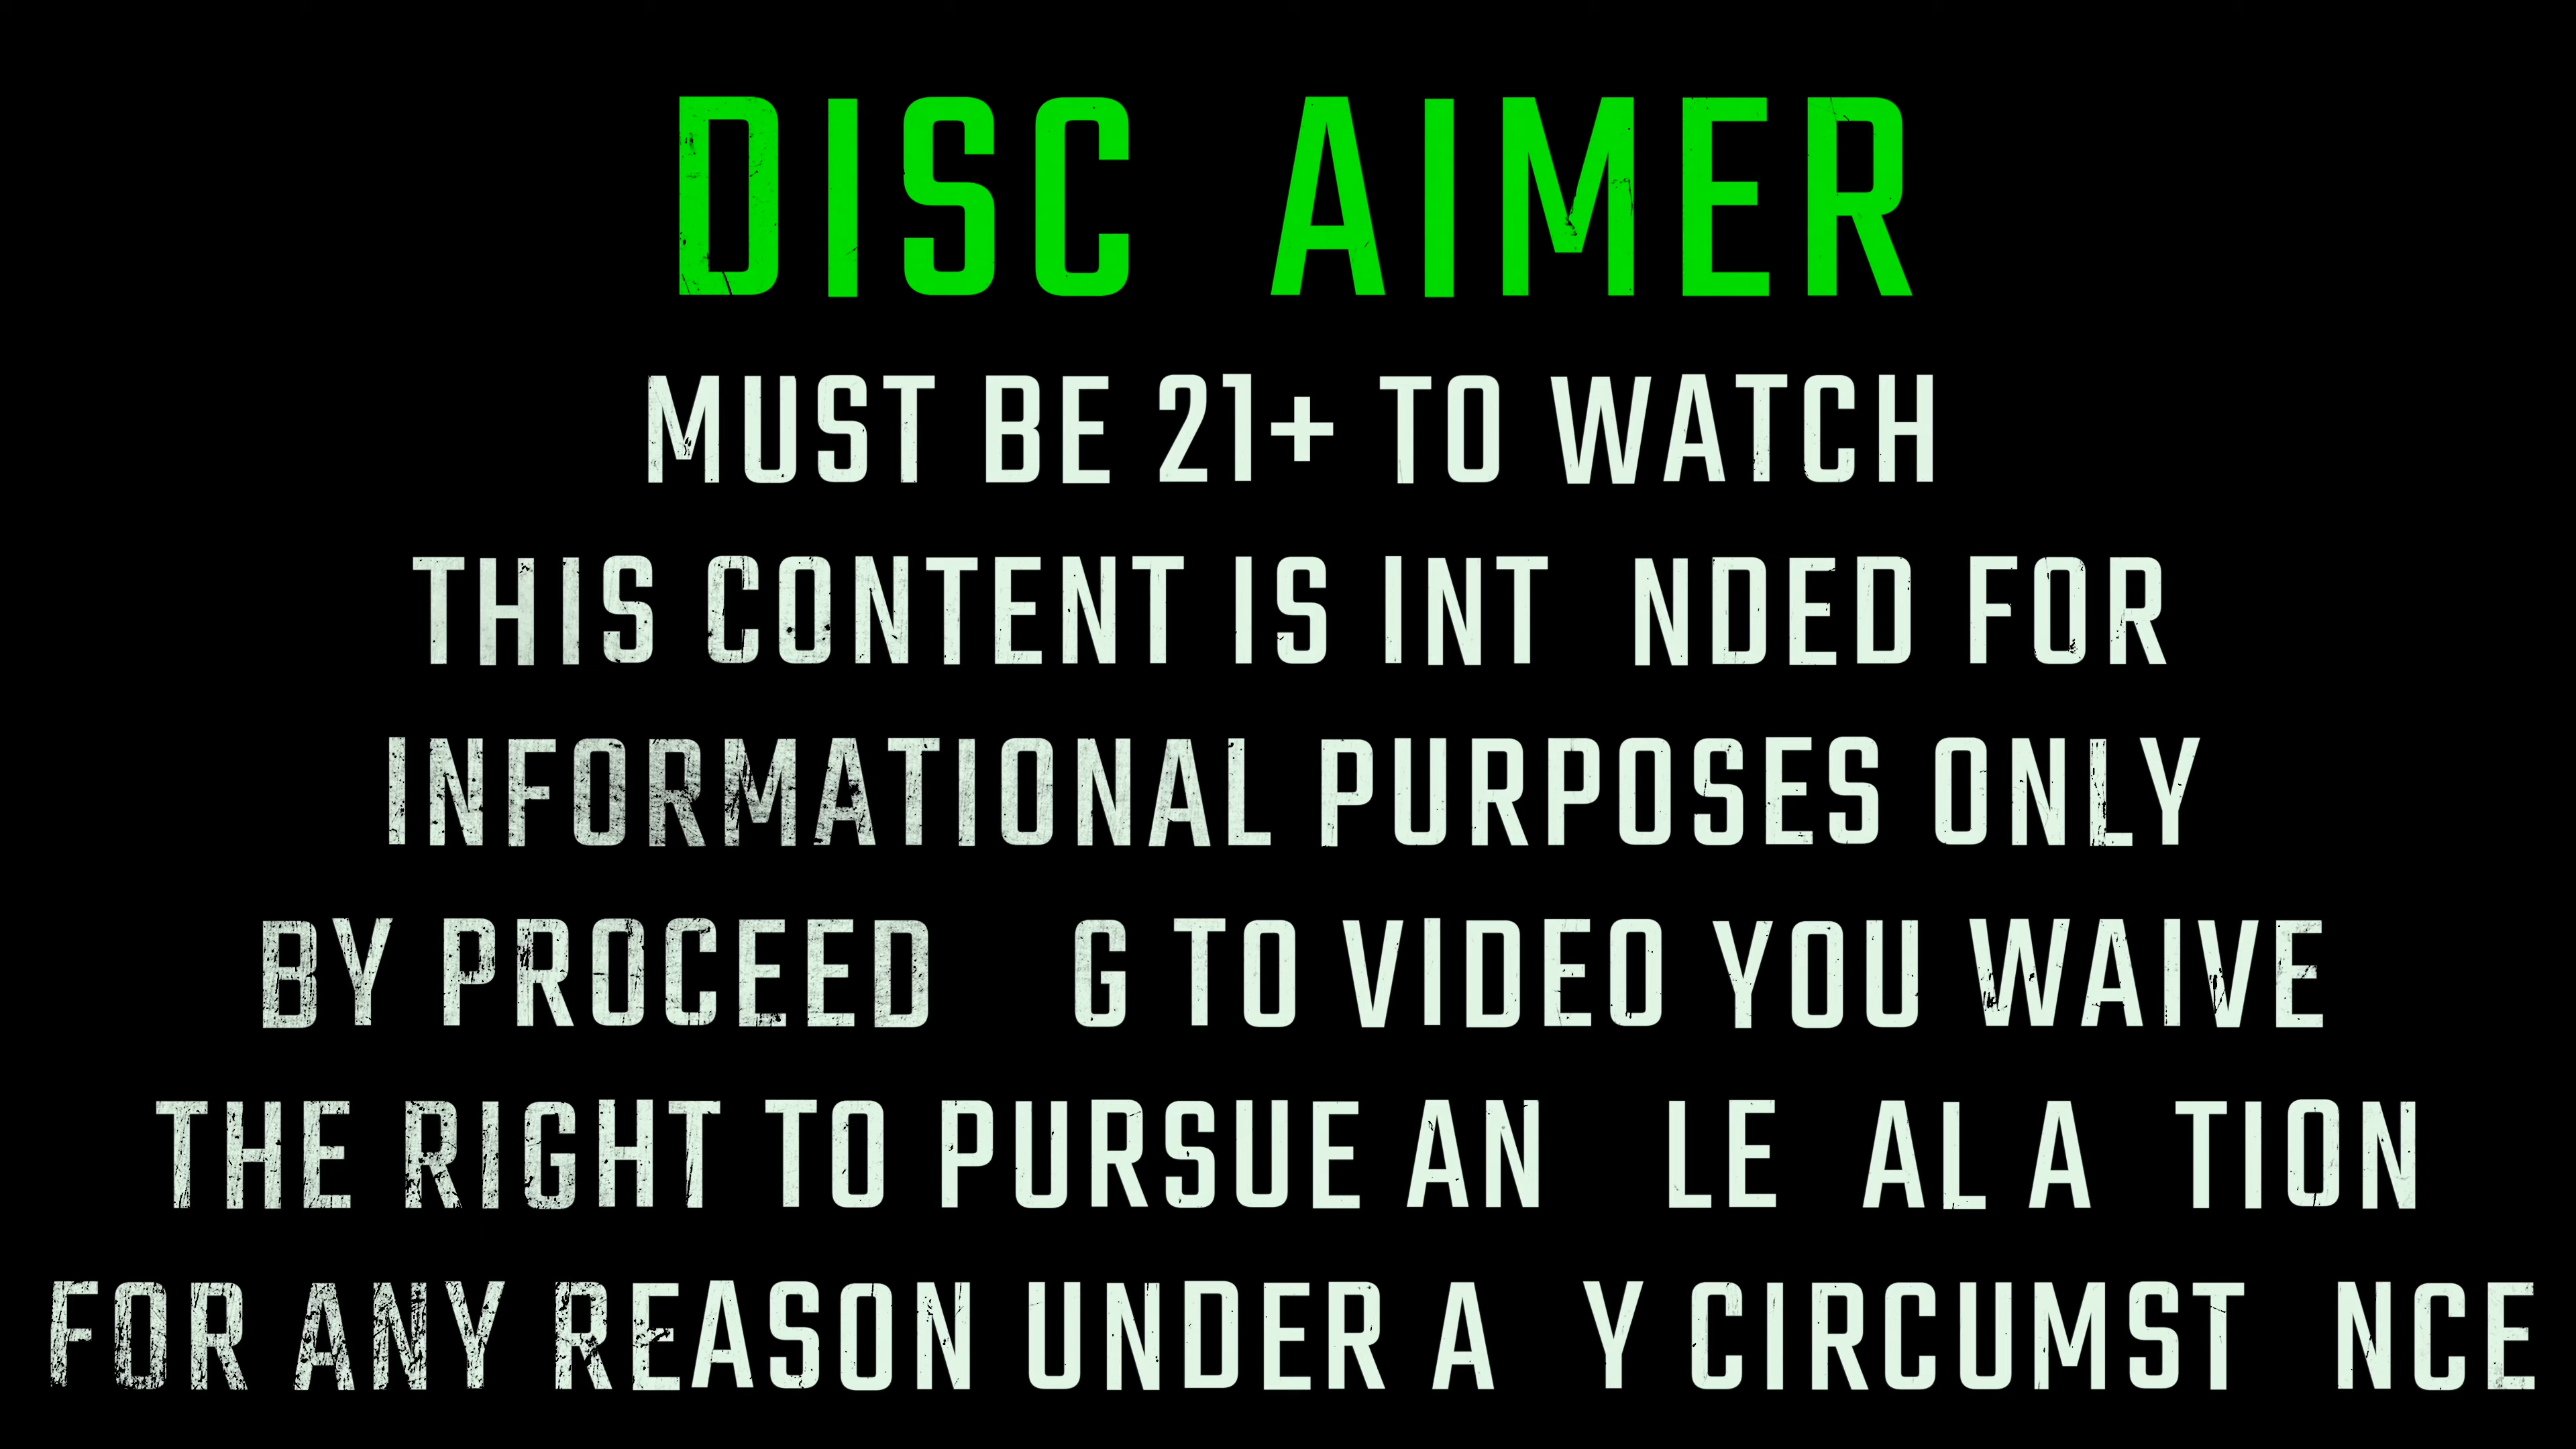 DISC AIMER
MUST BE 21+ TO WATCH
THIS CONTENT IS INT NDED FOR
INFORMATIONAL PURPOSES ONLY
BY PROCEED G TO VIDEO YOU WAIVE
THE RIGHT TO PURSUE AN LE AL A TION
FOR ANY REASON UNDER A Y CIRCUMST NCE